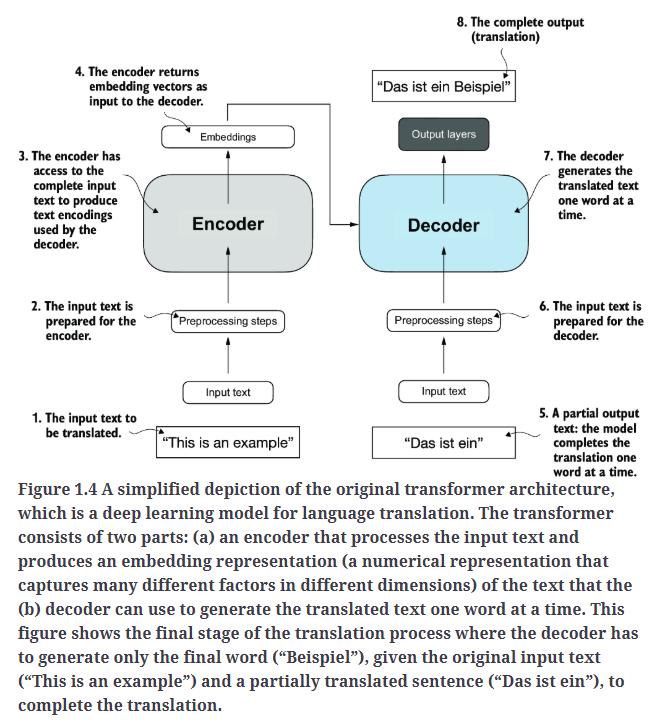 8. The complete output
(translation)
4. The encoder returns
embedding vectors as
input to the decoder.
“Das ist ein Beispiel”
Embeddings
Output layers
3. The encoder has
access to the
complete input
text to produce
text encodings
used by the
decoder.
7. The decoder
generates the
translated text
one word at a
time.
Encoder
Decoder
2. The input text is
prepared for the
encoder.
Preprocessing steps
Preprocessing steps
6. The input text is
prepared for the
decoder.
Input text
Input text
1. The input text to
be translated.
“This is an example”
“Das ist ein”
5. A partial output
text: the model
completes the
translation one
word at a time.
Figure 1.4 A simplified depiction of the original transformer architecture,
which is a deep learning model for language translation. The transformer
consists of two parts: (a) an encoder that processes the input text and
produces an embedding representation (a numerical representation that
captures many different factors in different dimensions) of the text that the
(b) decoder can use to generate the translated text one word at a time. This
figure shows the final stage of the translation process where the decoder has
to generate only the final word (“Beispiel”), given the original input text
(“This is an example”) and a partially translated sentence (“Das ist ein”), to
complete the translation.